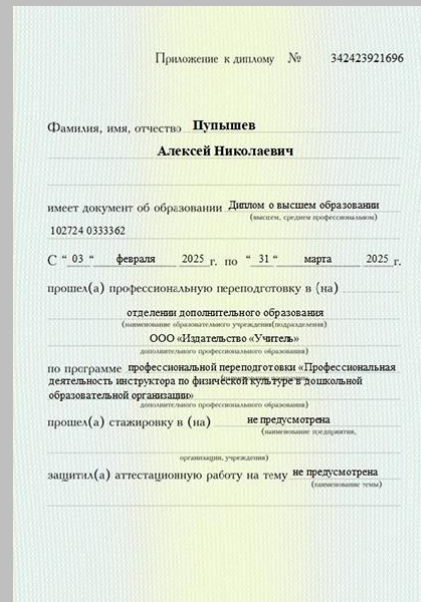 Приложение к диплому № 342423921696
Фамилия, имя, отчество Пупышев
Алексей Николаевич
имеет документ об образовании Диплом о высшем образовании
(высшем, среднем профессиональном)
102724 0333362
С “ 03 “ февраля 2025 г. по “ 31 “ марта 2025 г.
прошел(а) профессиональную переподготовку в (на)
отделении дополнительного образования
(наименование образовательного учреждения(подразделения)
ООО «Издательство «Учитель»
дополнительного профессионального образования)
по программе профессиональной переподготовки «Профессиональная
деятельность инструктора по физической культуре в дошкольной
образовательной организации»
дополнительного профессионального образования)
прошел(а) стажировку в (на) не предусмотрена
(наименование предприятия,
организации, учреждения)
защитил(а) аттестационную работу на тему не предусмотрена
(наименование темы)